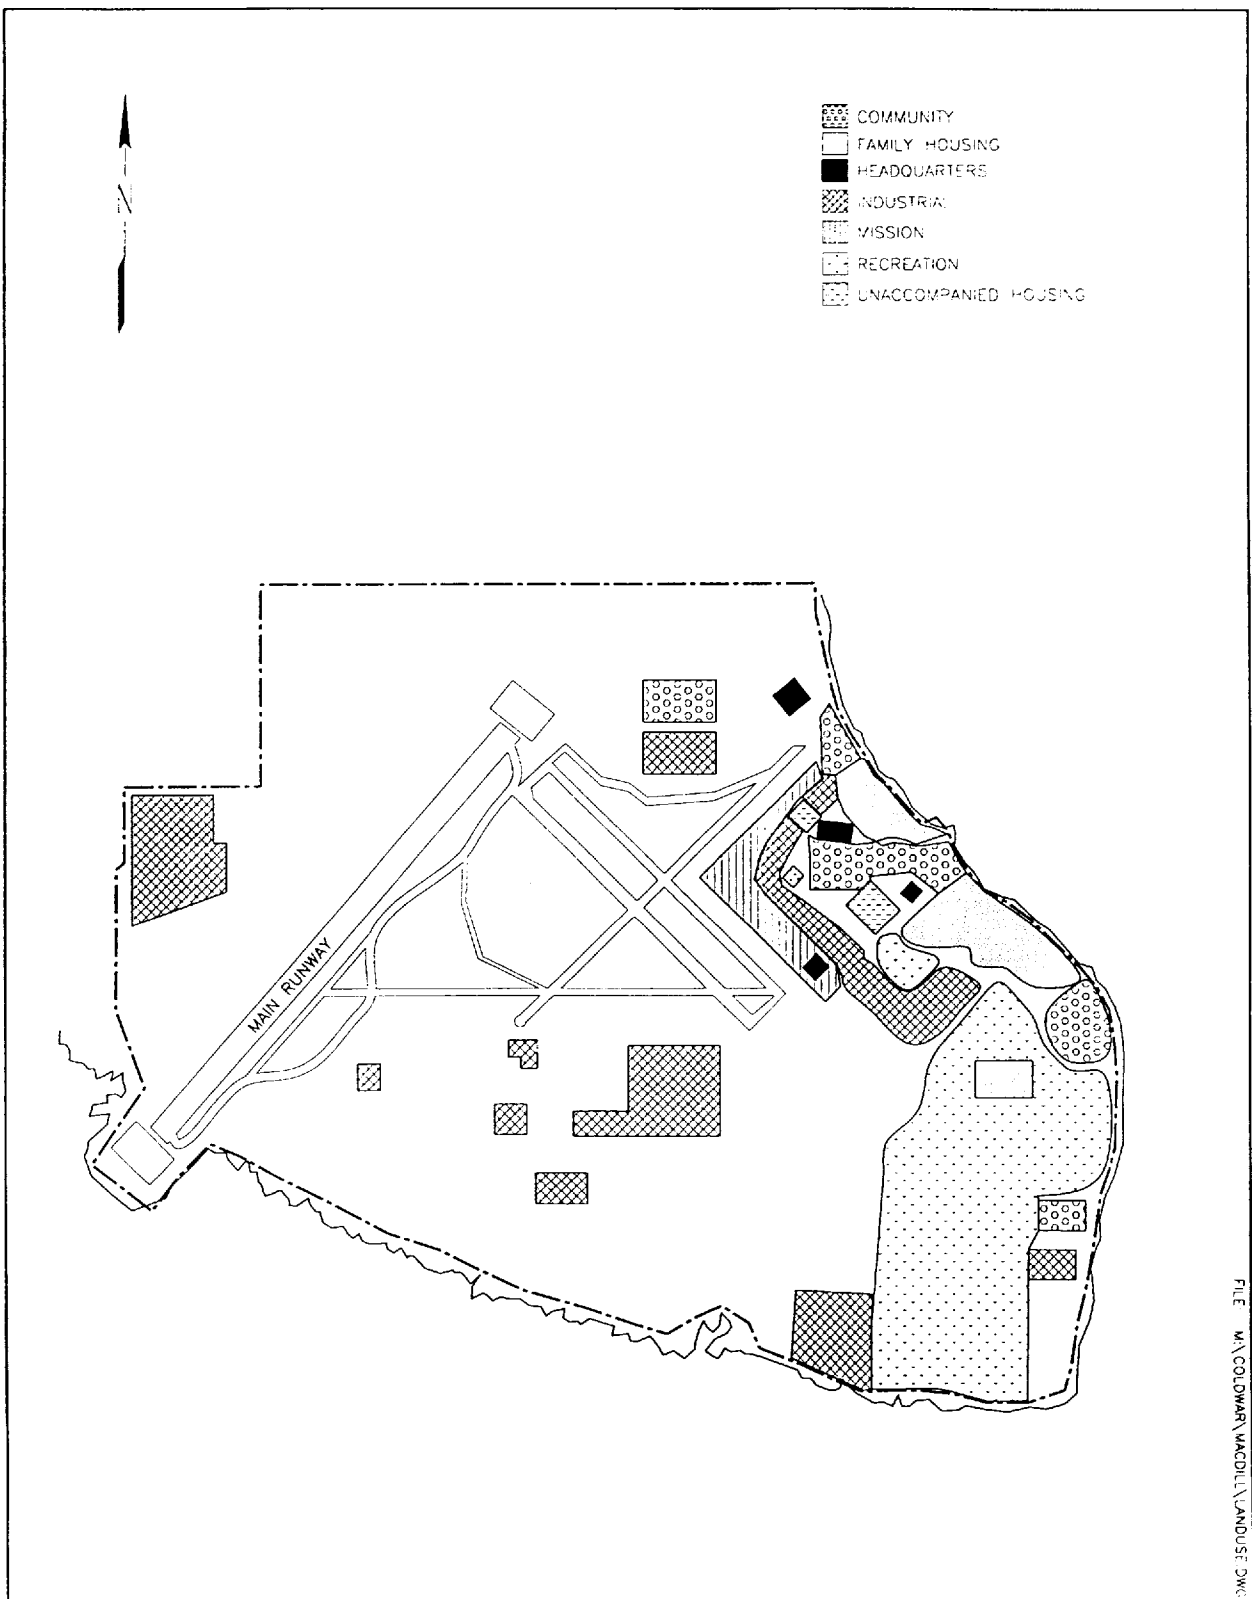 N
COMMUNITY
FAMILY HOUSING
HEADQUARTERS
INDUSTRIAL
MISSION
RECREATION
UNACCOMPANIED HOUSING
MAIN RUNWAY
FILE M:\COLDWAR\MACDILL\LANDUSE.DWG